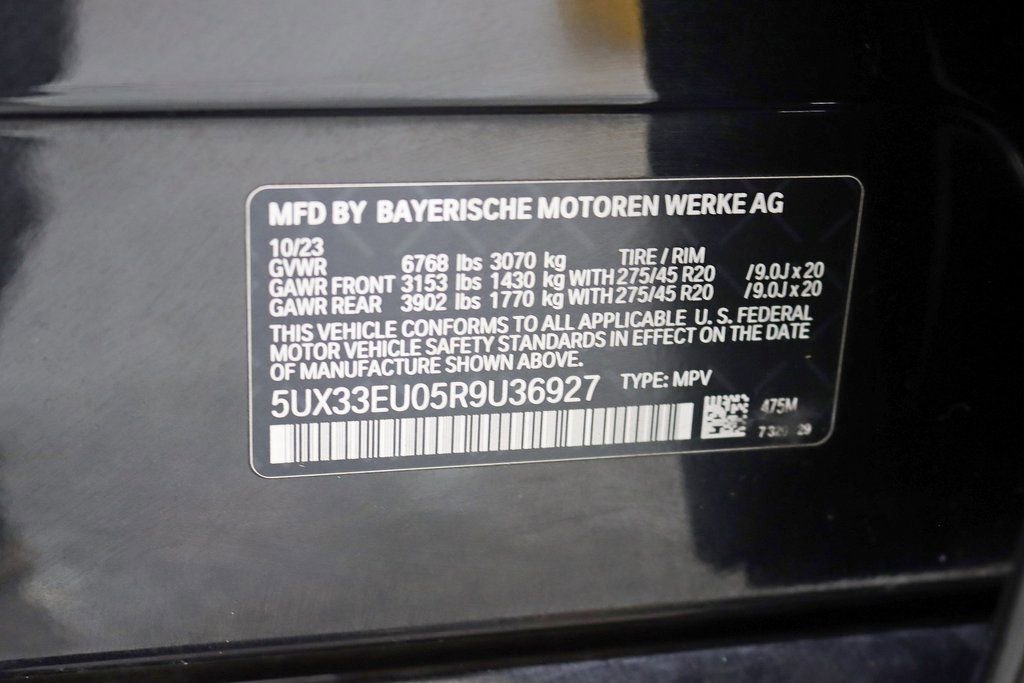 MFD BY BAYERISCHE MOTOREN WERKE AG
10/23 TIRE / RIM
GVWR 6768 lbs 3070 kg
GAWR FRONT 3153 lbs 1430 kg WITH 275/45 R20 /9.0J x 20
GAWR REAR 3902 lbs 1770 kg WITH 275/45 R20 /9.0J x 20
THIS VEHICLE CONFORMS TO ALL APPLICABLE U. S. FEDERAL
MOTOR VEHICLE SAFETY STANDARDS IN EFFECT ON THE DATE
OF MANUFACTURE SHOWN ABOVE.
5UX33EU05R9U36927 TYPE: MPV
475M
29